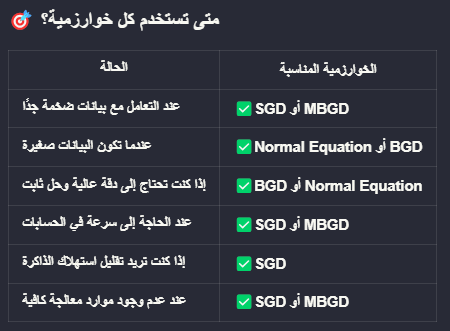 🎯 متى تستخدم كل خوارزمية؟
الحالة	الخوارزمية المناسبة
عند التعامل مع بيانات ضخمة جدًا	✅ SGD أو MBGD
عندما تكون البيانات صغيرة	✅ Normal Equation أو BGD
إذا كنت تحتاج إلى دقة عالية وحل ثابت	✅ BGD أو Normal Equation
عند الحاجة إلى سرعة في الحسابات	✅ SGD أو MBGD
إذا كنت تريد تقليل استهلاك الذاكرة	✅ SGD
عند عدم وجود موارد معالجة كافية	✅ SGD أو MBGD